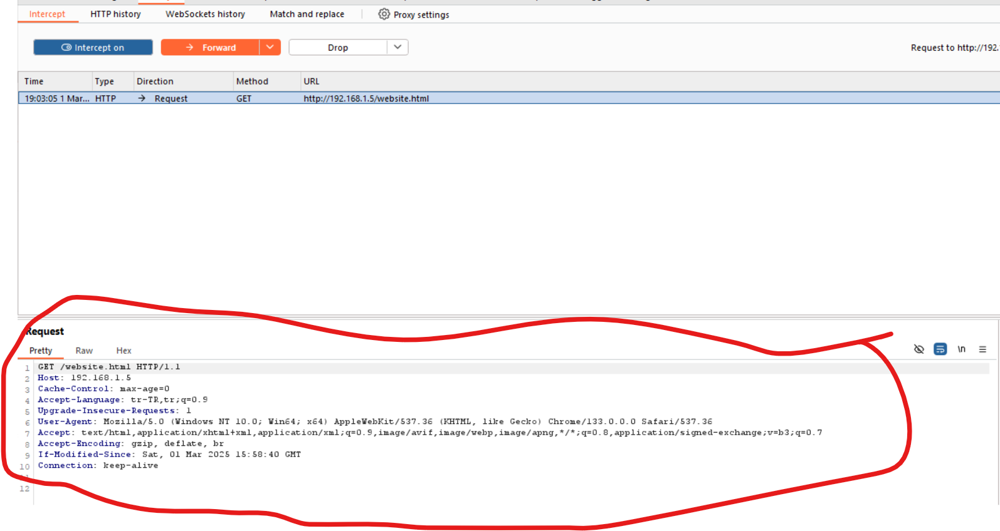 Intercept HTTP history WebSockets history Match and replace Proxy settings
Intercept on Forward Drop Request to http://192.
Time Type Direction Method URL
19:03:05 1 Mar... HTTP Request GET http://192.168.1.5/website.html
Request
Pretty Raw Hex \n
1 GET /website.html HTTP/1.1
2 Host: 192.168.1.5
3 Cache-Control: max-age=0
4 Accept-Language: tr-TR,tr;q=0.9
5 Upgrade-Insecure-Requests: 1
6 User-Agent: Mozilla/5.0 (Windows NT 10.0; Win64; x64) AppleWebKit/537.36 (KHTML, like Gecko) Chrome/133.0.0.0 Safari/537.36
7 Accept: text/html,application/xhtml+xml,application/xml;q=0.9,image/avif,image/webp,image/apng,*/*;q=0.8,application/signed-exchange;v=b3;q=0.7
8 Accept-Encoding: gzip, deflate, br
9 If-Modified-Since: Sat, 01 Mar 2025 15:58:40 GMT
10 Connection: keep-alive
11
12